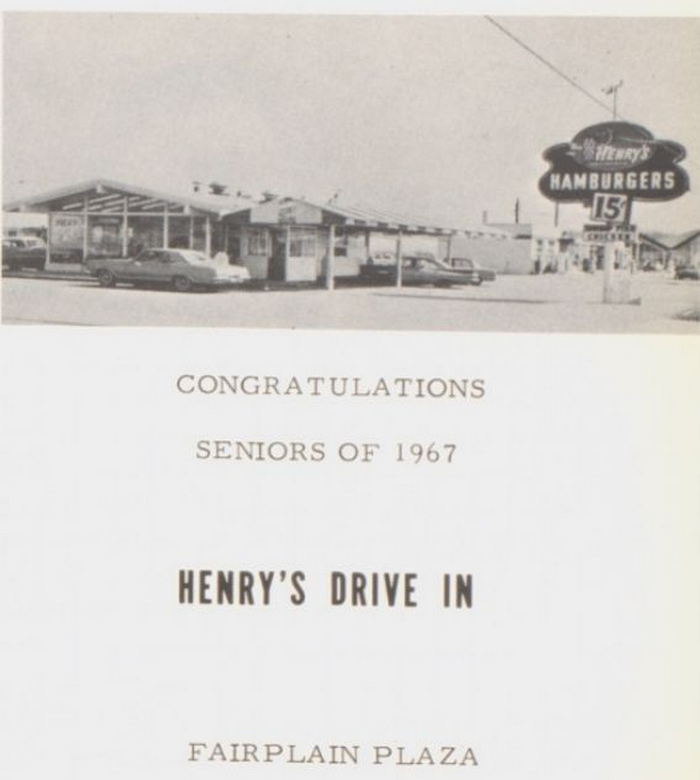 HENRY'S
HAMBURGERS
15¢
CONGRATULATIONS
SENIORS OF 1967
HENRY'S DRIVE IN
FAIRPLAIN PLAZA